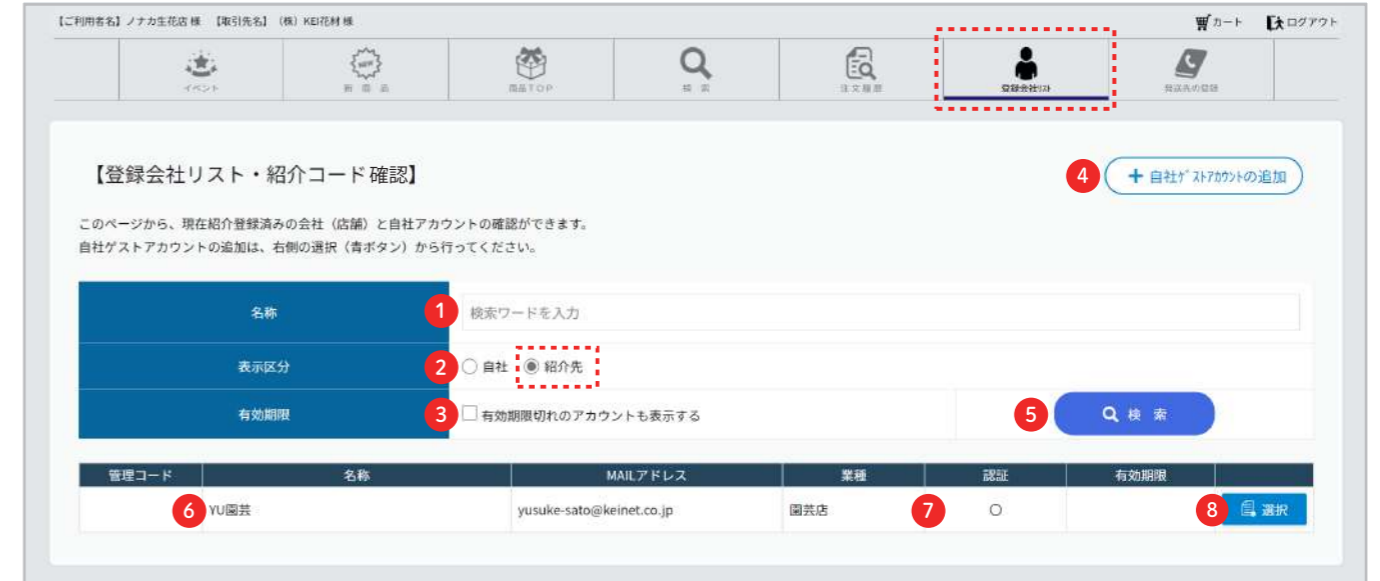 【ご利用者名】ノナカ生花店 様 【取引先名】（株）KEI花材 様
カート ログアウト
イベント
NEW
新 商 品
商品TOP
検 索
注文履歴
登録会社ﾘｽﾄ
発送先の登録
【登録会社リスト・紹介コード 確認】
4 + 自社ｹﾞｽﾄｱｶｳﾝﾄの追加
このページから、現在紹介登録済みの会社（店舗）と自社アカウントの確認ができます。
自社ゲストアカウントの追加は、右側の選択（青ボタン）から行ってください。
名称 1 検索ワードを入力
表示区分 2 自社 紹介先
有効期限 3 有効期限切れのアカウントも表示する 5 検 索
管理コード 名称 MAILアドレス 業種 認証 有効期限
6 YU園芸 yusuke-sato@keinet.co.jp 園芸店 7 〇 8 選択